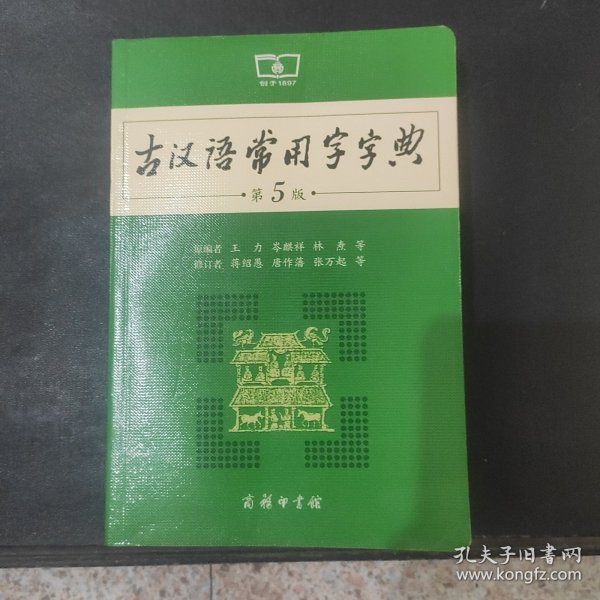 创于1897
古汉语常用字字典
·第5版·
原编者 王力 岑麒祥 林焘 等
修订者 蒋绍愚 唐作藩 张万起 等
商务印书馆
孔夫子旧书网
www.kongfz.com